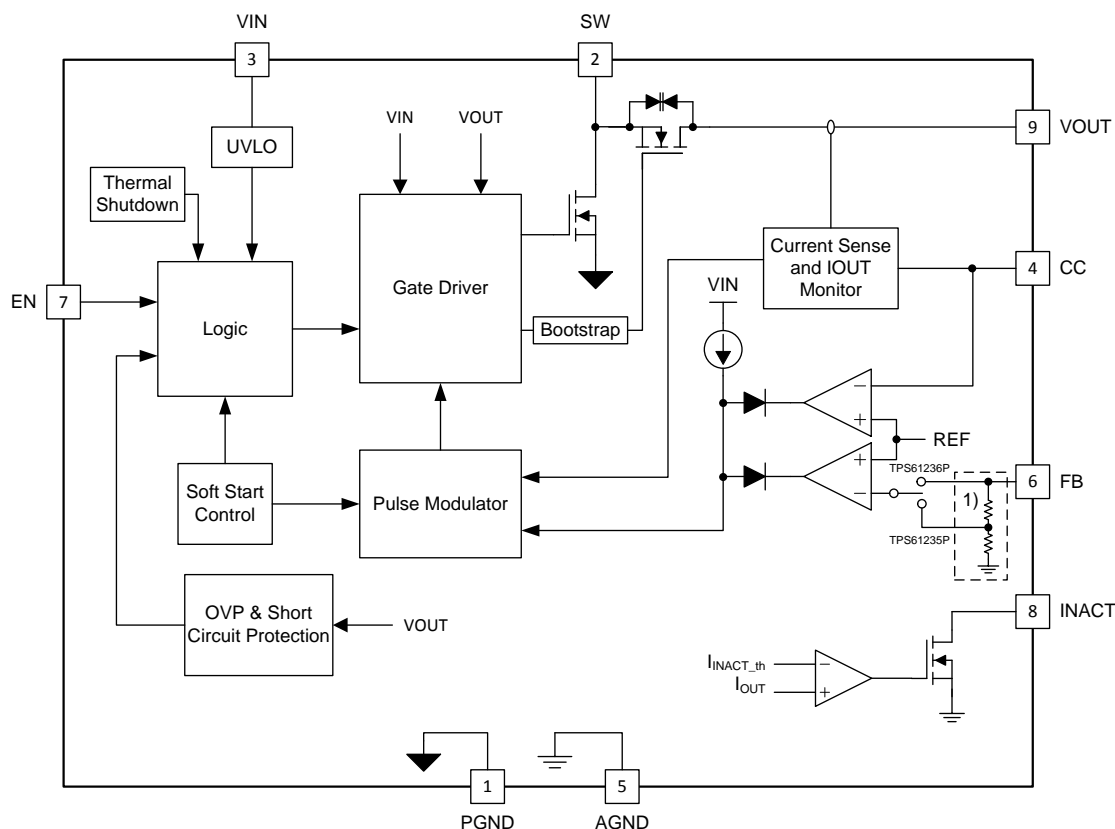 VIN
SW
3
2
VIN
VOUT
9
VOUT
UVLO
Thermal
Shutdown
Current Sense
and IOUT
Monitor
4
CC
EN
7
Logic
Gate Driver
VIN
Bootstrap
−
+
REF
+
−
TPS61236P
1)
6
FB
TPS61235P
Soft Start
Control
Pulse Modulator
OVP & Short
Circuit Protection
VOUT
8
INACT
IINACT_th
−
IOUT
+
1
5
PGND
AGND